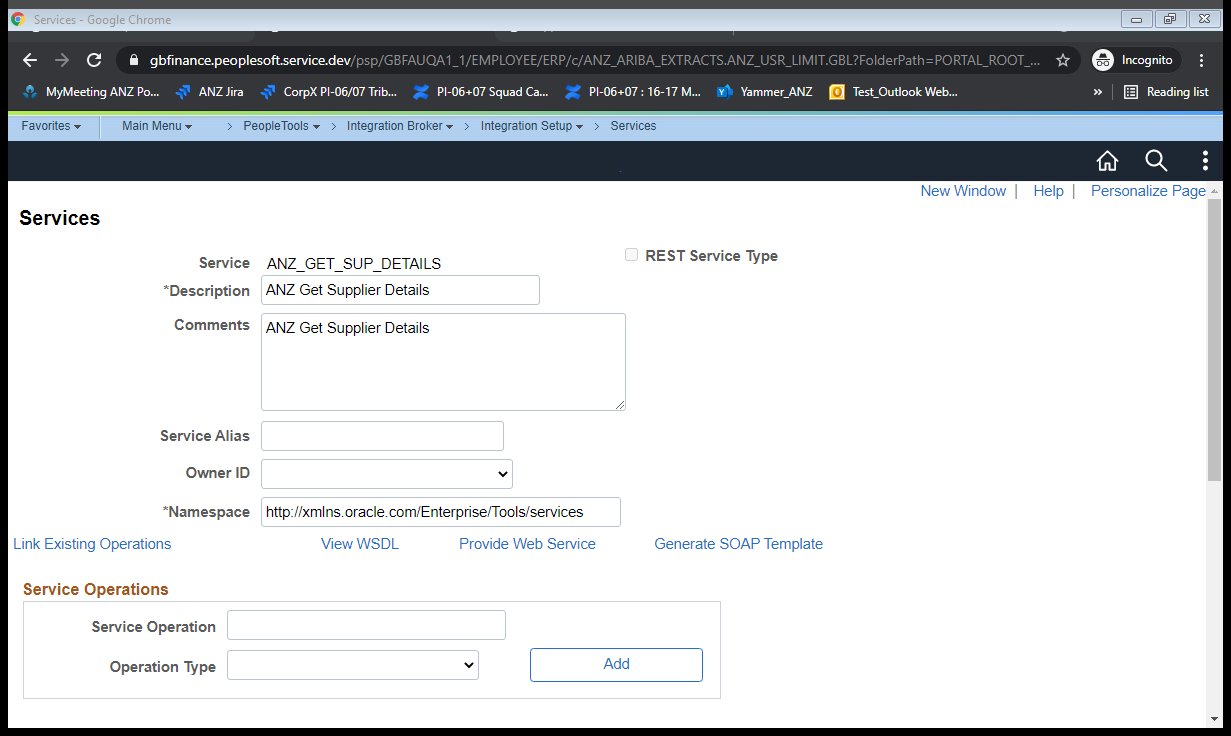 Services - Google Chrome
gbfinance.peoplesoft.service.dev/psp/GBFAUQA1_1/EMPLOYEE/ERP/c/ANZ_ARIBA_EXTRACTS.ANZ_USR_LIMIT.GBL?FolderPath=PORTAL_ROOT_... Incognito
MyMeeting ANZ Po... ANZ Jira CorpX PI-06/07 Trib... PI-06+07 Squad Ca... PI-06+07 : 16-17 M... Yammer_ANZ Test_Outlook Web... » Reading list
Favorites Main Menu > PeopleTools > Integration Broker > Integration Setup > Services
New Window | Help | Personalize Page
Services
Service ANZ_GET_SUP_DETAILS REST Service Type
*Description ANZ Get Supplier Details
Comments ANZ Get Supplier Details
Service Alias
Owner ID
*Namespace http://xmlns.oracle.com/Enterprise/Tools/services
Link Existing Operations View WSDL Provide Web Service Generate SOAP Template
Service Operations
Service Operation
Operation Type Add